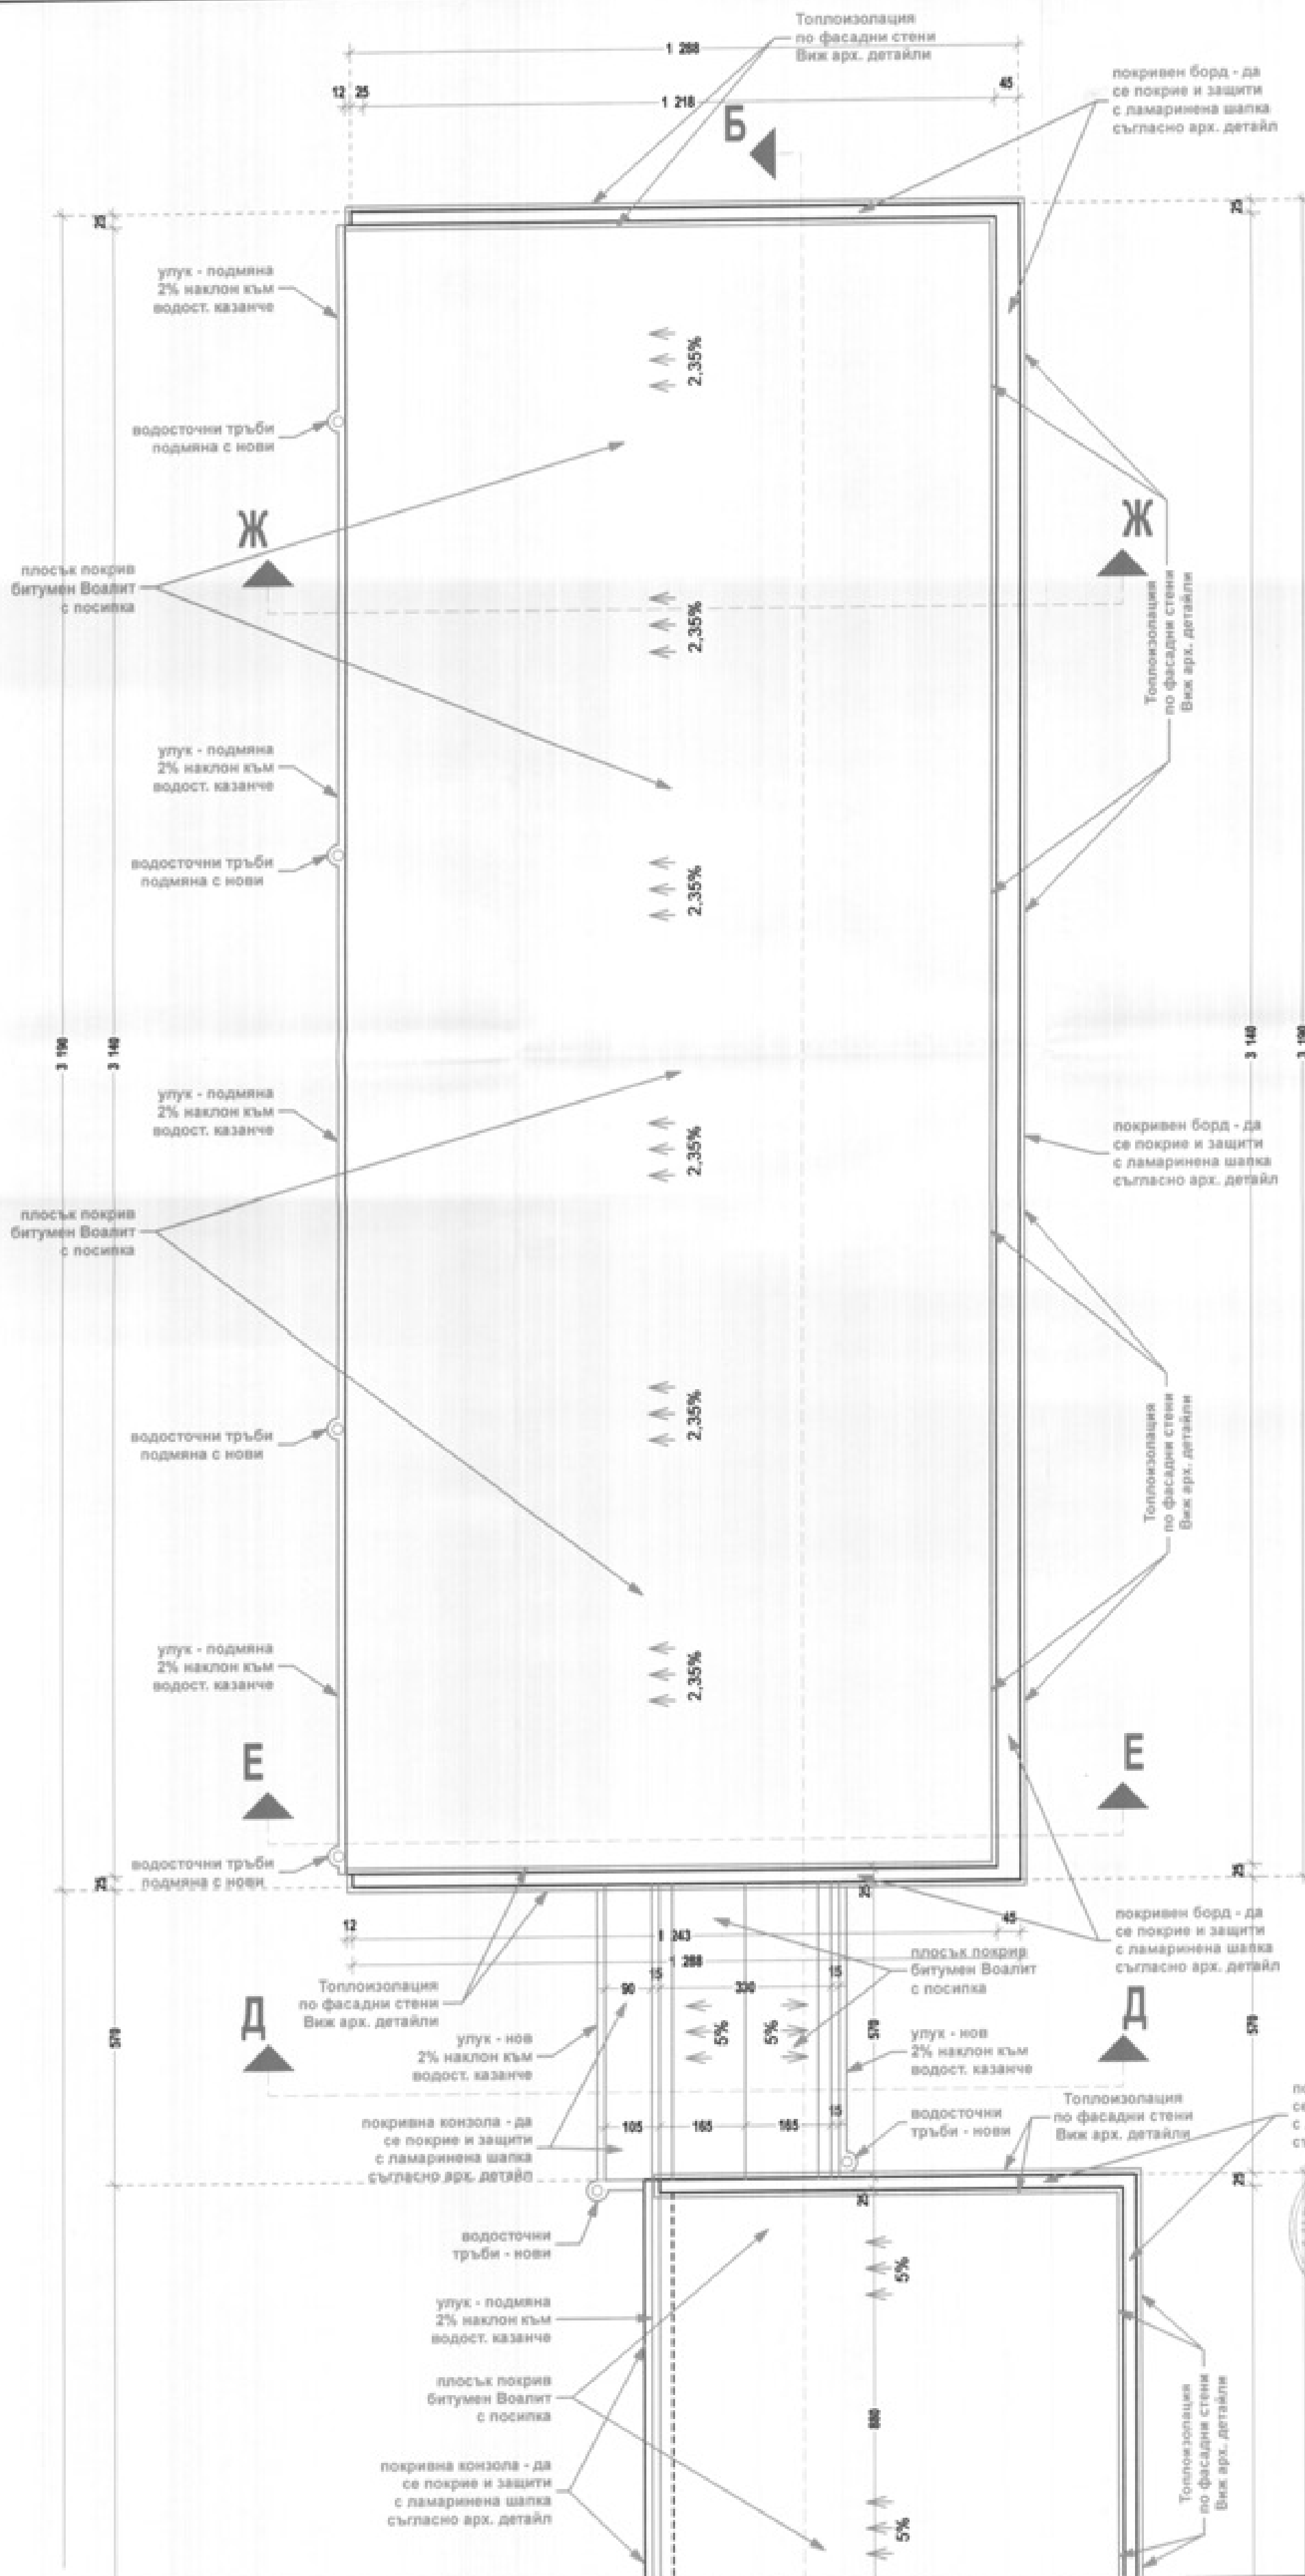 Топлоизолация
по фасадни стени
Виж арх. детайли
1 288
12
25
1 218
45
Б
покривен борд - да
се покрие и защити
с ламаринена шапка
съгласно арх. детайл
25
25
улук - подмяна
2% наклон към
водост. казанче
2,35%
водосточни тръби
подмяна с нови
Ж
Ж
плосък покрив
битумен Воалит
с посипка
2,35%
Топлоизолация
по фасадни стени
Виж арх. детайли
улук - подмяна
2% наклон към
водост. казанче
водосточни тръби
подмяна с нови
2,35%
3 190
3 140
3 140
3 190
улук - подмяна
2% наклон към
водост. казанче
2,35%
покривен борд - да
се покрие и защити
с ламаринена шапка
съгласно арх. детайл
плосък покрив
битумен Воалит
с посипка
2,35%
водосточни тръби
подмяна с нови
Топлоизолация
по фасадни стени
Виж арх. детайли
улук - подмяна
2% наклон към
водост. казанче
2,35%
Е
Е
водосточни тръби
подмяна с нови
25
25
25
12
1 243
45
1 288
покривен борд - да
се покрие и защити
с ламаринена шапка
съгласно арх. детайл
плосък покрив
битумен Воалит
с посипка
90
15
330
15
Топлоизолация
по фасадни стени
Виж арх. детайли
Д
Д
570
5%
5%
570
570
улук - нов
2% наклон към
водост. казанче
улук - нов
2% наклон към
водост. казанче
покривна конзола - да
се покрие и защити
с ламаринена шапка
съгласно арх. детайл
105
165
165
15
водосточни
тръби - нови
Топлоизолация
по фасадни стени
Виж арх. детайли
25
25
водосточни
тръби - нови
5%
улук - подмяна
2% наклон към
водост. казанче
плосък покрив
битумен Воалит
с посипка
880
Топлоизолация
по фасадни стени
Виж арх. детайли
покривна конзола - да
се покрие и защити
с ламаринена шапка
съгласно арх. детайл
5%